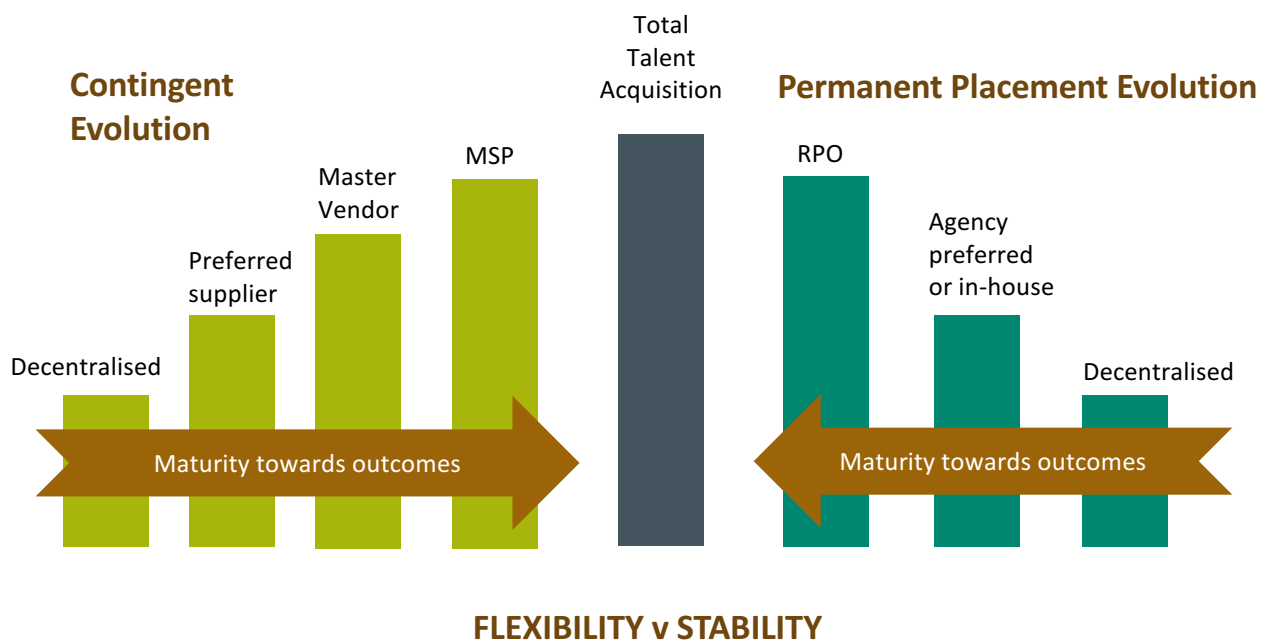 Contingent
Evolution
Total
Talent
Acquisition
Permanent Placement Evolution
Decentralised
Preferred
supplier
Master
Vendor
MSP
RPO
Agency
preferred
or in-house
Decentralised
Maturity towards outcomes
Maturity towards outcomes
FLEXIBILITY v STABILITY